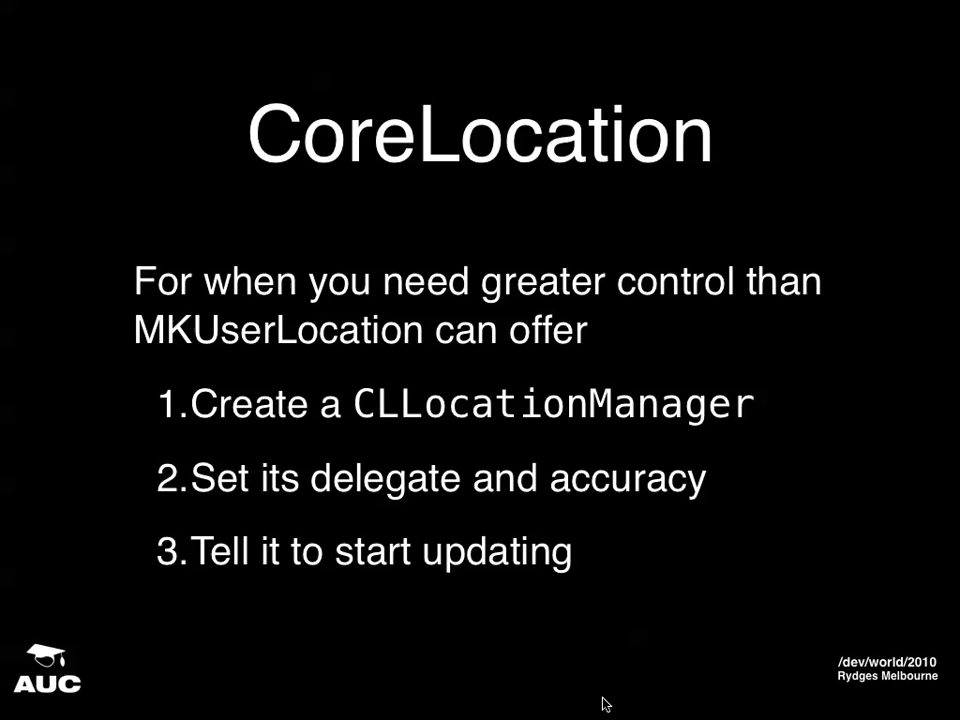 CoreLocation
For when you need greater control than
MKUserLocation can offer
1.Create a CLLocationManager
2.Set its delegate and accuracy
3.Tell it to start updating
AUC
/dev/world/2010
Rydges Melbourne